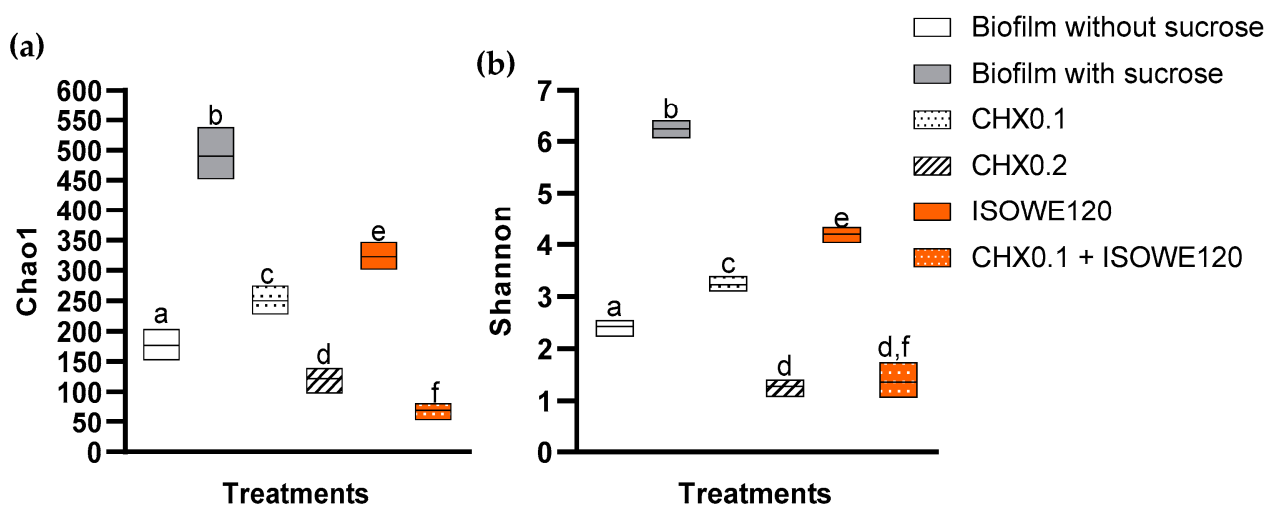 (a)
Chao1
600
550
500
450
400
350
300
250
200
150
100
50
0
a
b
c
d
e
f
Treatments
(b)
Shannon
7
6
5
4
3
2
1
0
a
b
c
d
e
d,f
Treatments
Biofilm without sucrose
Biofilm with sucrose
CHX0.1
CHX0.2
ISOWE120
CHX0.1 + ISOWE120